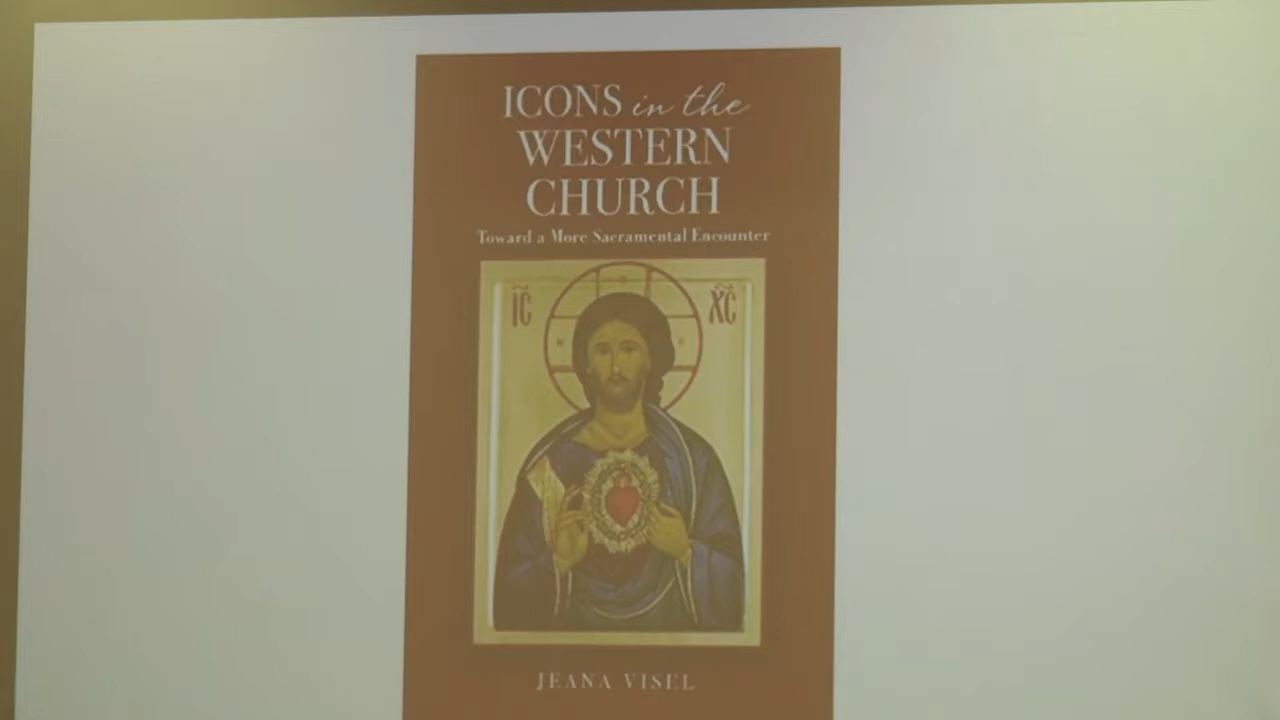 ICONS in the
WESTERN
CHURCH
Toward a More Sacramental Encounter
IC XC
JEANA VISEL